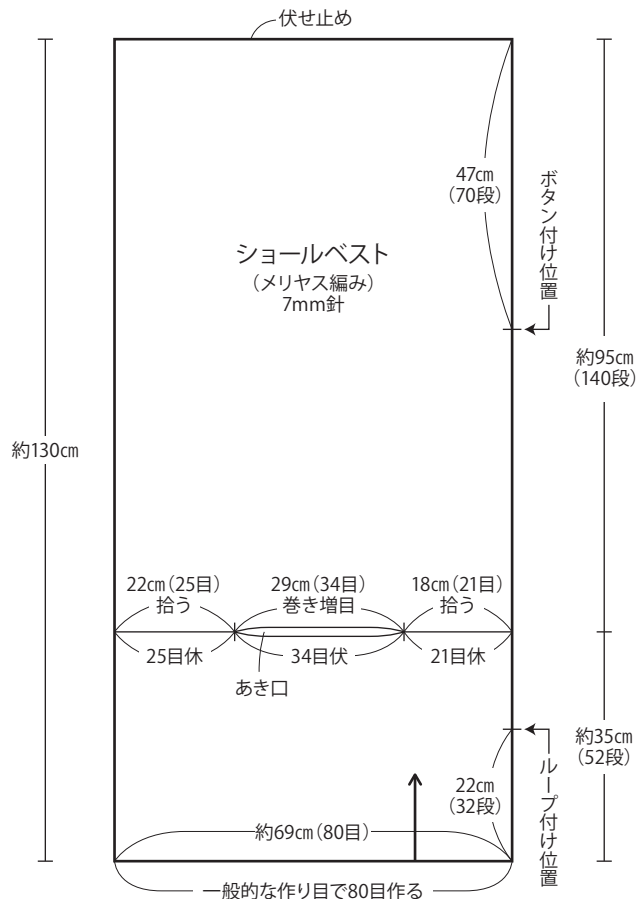 伏せ止め
47cm
(70段)
ボタン付け位置
ショールベスト
(メリヤス編み)
7mm針
約95cm
(140段)
約130cm
22cm(25目)
拾う
29cm(34目)
巻き増目
18cm(21目)
拾う
25目休
34目伏
21目休
あき口
約35cm
(52段)
22cm
(32段)
ループ付け位置
約69cm(80目)
一般的な作り目で80目作る